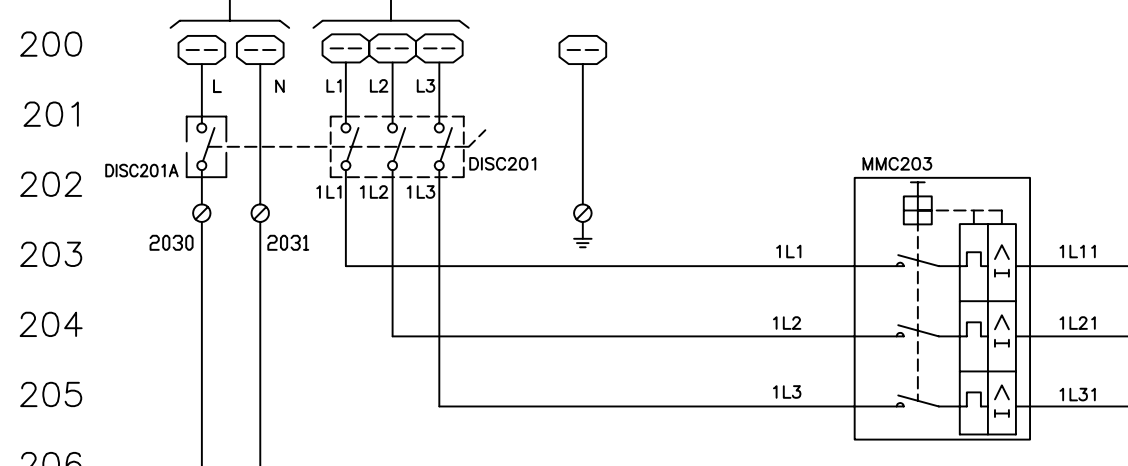 200
L N L1 L2 L3
201
DISC201A DISC201 MMC203
202
1L1 1L2 1L3
2030 2031
203 1L1 1L11
204 1L2 1L21
205 1L3 1L31
206